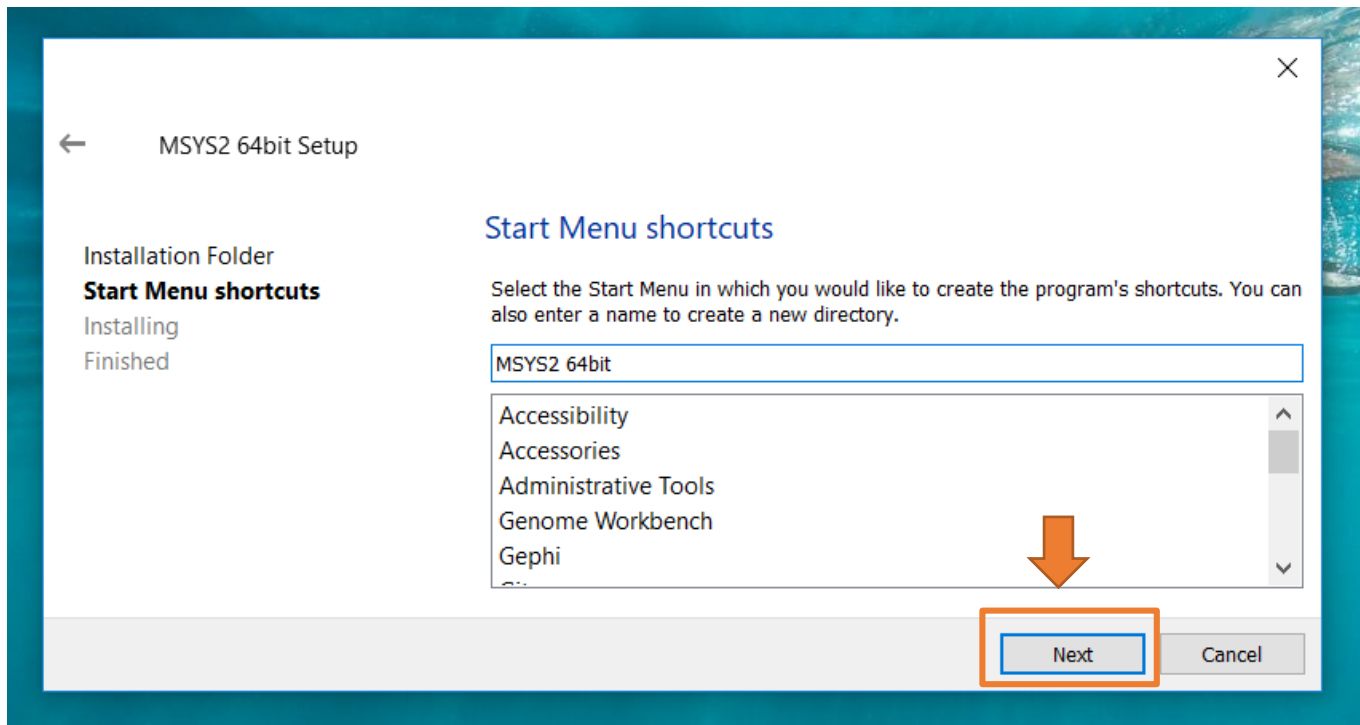 MSYS2 64bit Setup
Installation Folder
Start Menu shortcuts
Installing
Finished
Start Menu shortcuts
Select the Start Menu in which you would like to create the program's shortcuts. You can
also enter a name to create a new directory.
MSYS2 64bit
Accessibility
Accessories
Administrative Tools
Genome Workbench
Gephi
Next
Cancel